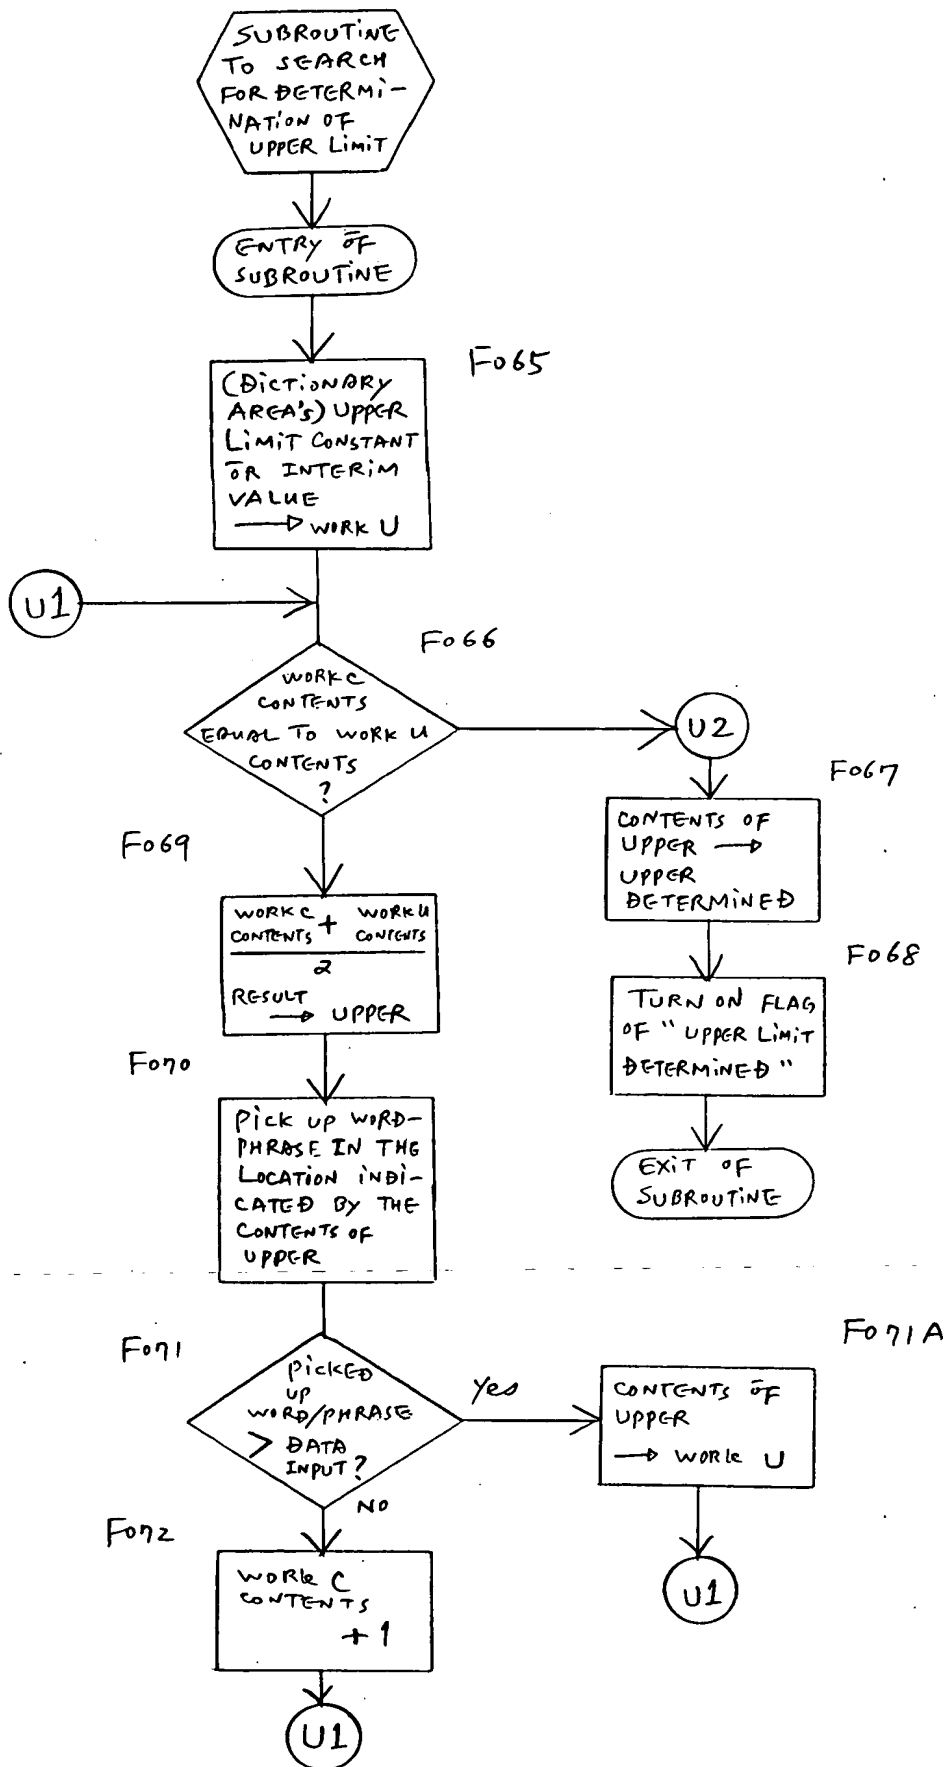 SUBROUTINE
TO SEARCH
FOR DETERMI-
NATION OF
UPPER LIMIT
ENTRY OF
SUBROUTINE
F065
(DICTIONARY
AREA'S) UPPER
LIMIT CONSTANT
OR INTERIM
VALUE
→ WORK U
U1
F066
WORK C
CONTENTS
EQUAL TO WORK U
CONTENTS
?
U2
F067
CONTENTS OF
UPPER →
UPPER
DETERMINED
F068
TURN ON FLAG
OF "UPPER LIMIT
DETERMINED"
EXIT OF
SUBROUTINE
F069
WORK C + WORK U
CONTENTS CONTENTS
2
RESULT
→ UPPER
F070
PICK UP WORD-
PHRASE IN THE
LOCATION INDI-
CATED BY THE
CONTENTS OF
UPPER
F071
PICKED
UP
WORD/PHRASE
> DATA
INPUT?
Yes
NO
F071A
CONTENTS OF
UPPER
→ WORK U
U1
F072
WORK C
CONTENTS
+ 1
U1